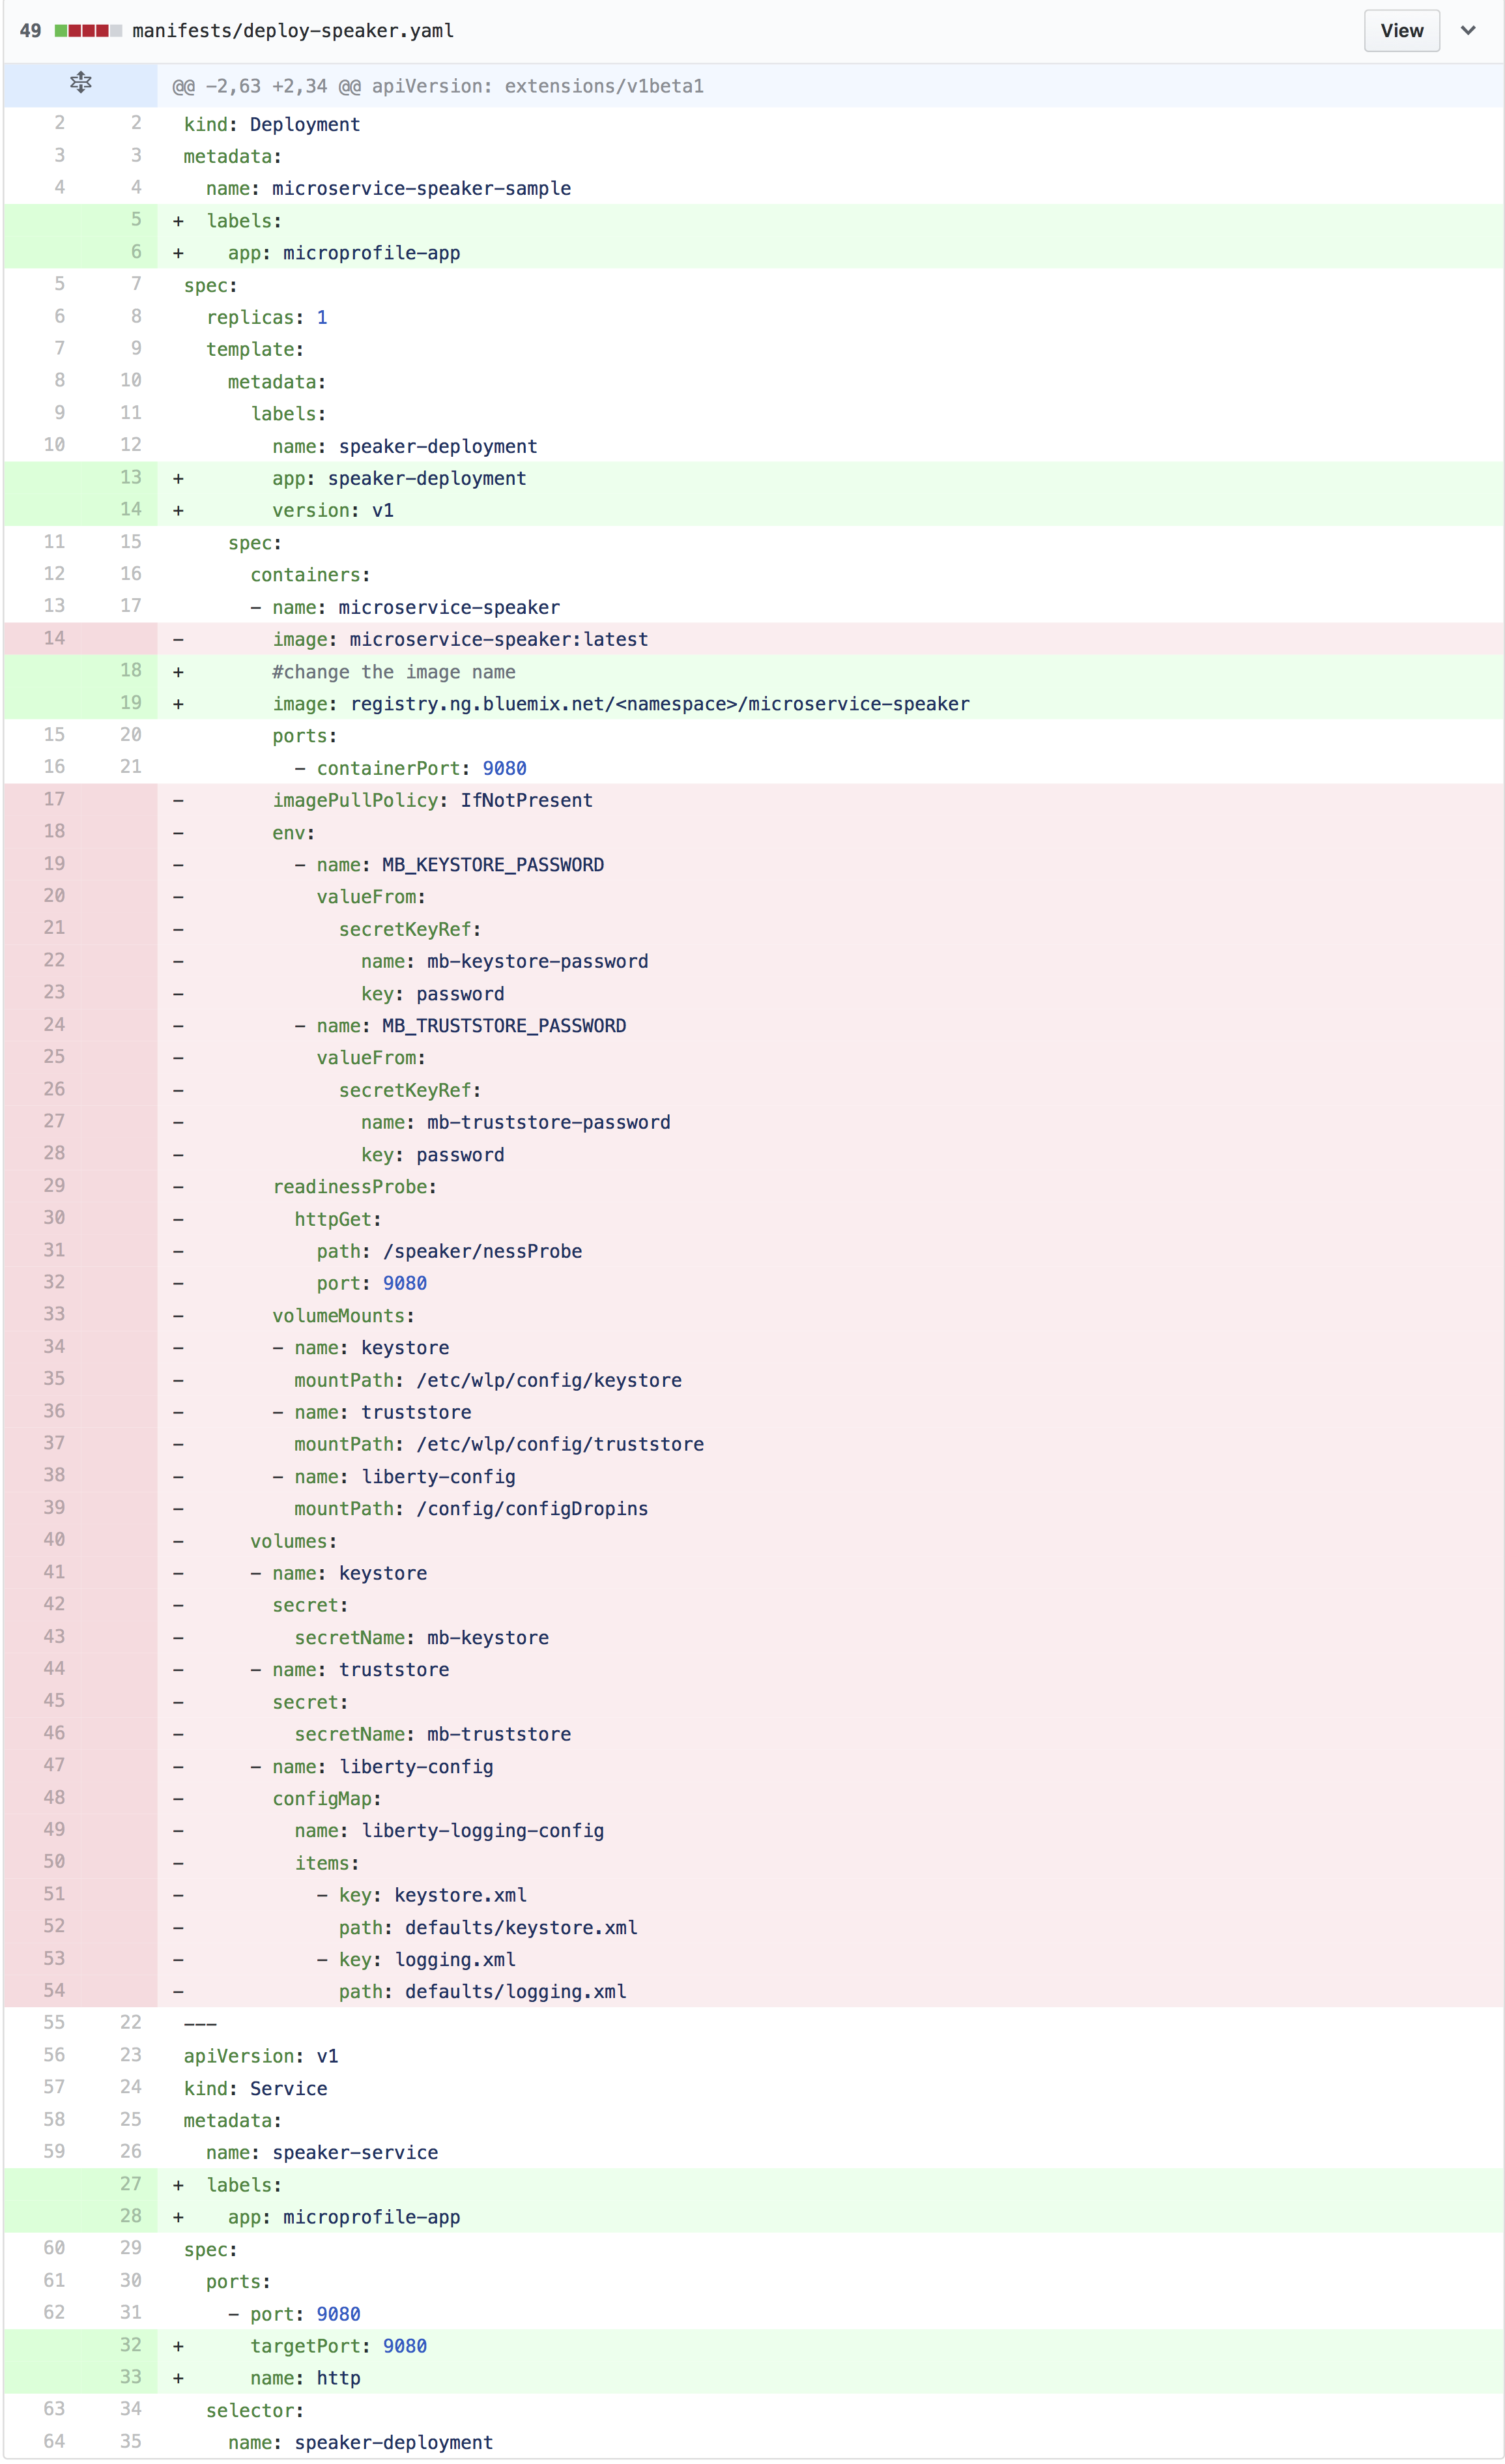 49 manifests/deploy-speaker.yaml View
@@ -2,63 +2,34 @@ apiVersion: extensions/v1beta1
2 2 kind: Deployment
3 3 metadata:
4 4   name: microservice-speaker-sample
5 +  labels:
6 +    app: microprofile-app
5 7 spec:
6 8   replicas: 1
7 9   template:
8 10     metadata:
9 11       labels:
10 12         name: speaker-deployment
13 +        app: speaker-deployment
14 +        version: v1
11 15     spec:
12 16       containers:
13 17       - name: microservice-speaker
14 -        image: microservice-speaker:latest
18 +        #change the image name
19 +        image: registry.ng.bluemix.net/<namespace>/microservice-speaker
15 20         ports:
16 21           - containerPort: 9080
17 -        imagePullPolicy: IfNotPresent
18 -        env:
19 -          - name: MB_KEYSTORE_PASSWORD
20 -            valueFrom:
21 -              secretKeyRef:
22 -                name: mb-keystore-password
23 -                key: password
24 -          - name: MB_TRUSTSTORE_PASSWORD
25 -            valueFrom:
26 -              secretKeyRef:
27 -                name: mb-truststore-password
28 -                key: password
29 -        readinessProbe:
30 -          httpGet:
31 -            path: /speaker/nessProbe
32 -            port: 9080
33 -        volumeMounts:
34 -        - name: keystore
35 -          mountPath: /etc/wlp/config/keystore
36 -        - name: truststore
37 -          mountPath: /etc/wlp/config/truststore
38 -        - name: liberty-config
39 -          mountPath: /config/configDropins
40 -      volumes:
41 -      - name: keystore
42 -        secret:
43 -          secretName: mb-keystore
44 -      - name: truststore
45 -        secret:
46 -          secretName: mb-truststore
47 -      - name: liberty-config
48 -        configMap:
49 -          name: liberty-logging-config
50 -          items:
51 -            - key: keystore.xml
52 -              path: defaults/keystore.xml
53 -            - key: logging.xml
54 -              path: defaults/logging.xml
55 22 ---
56 23 apiVersion: v1
57 24 kind: Service
58 25 metadata:
59 26   name: speaker-service
27 +  labels:
28 +    app: microprofile-app
60 29 spec:
61 30   ports:
62 31     - port: 9080
32 +      targetPort: 9080
33 +      name: http
63 34   selector:
64 35     name: speaker-deployment